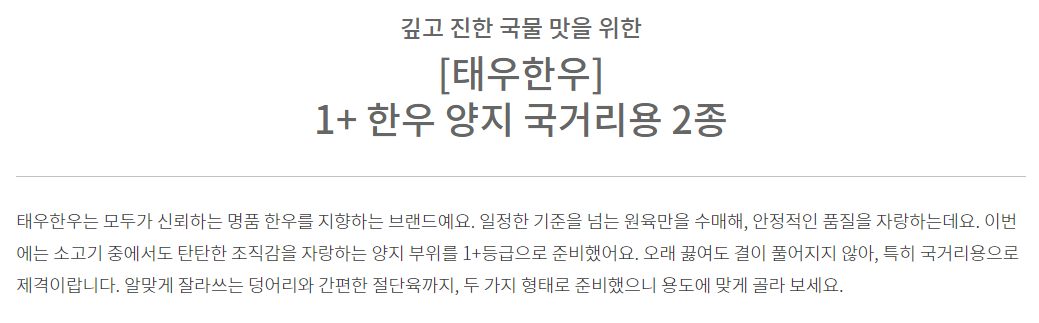 깊고 진한 국물 맛을 위한
[태우한우]
1+ 한우 양지 국거리용 2종
태우한우는 모두가 신뢰하는 명품 한우를 지향하는 브랜드예요. 일정한 기준을 넘는 원육만을 수매해, 안정적인 품질을 자랑하는데요. 이번
에는 소고기 중에서도 탄탄한 조직감을 자랑하는 양지 부위를 1+등급으로 준비했어요. 오래 끓여도 결이 풀어지지 않아, 특히 국거리용으로
제격이랍니다. 알맞게 잘라쓰는 덩어리와 간편한 절단육까지, 두 가지 형태로 준비했으니 용도에 맞게 골라 보세요.